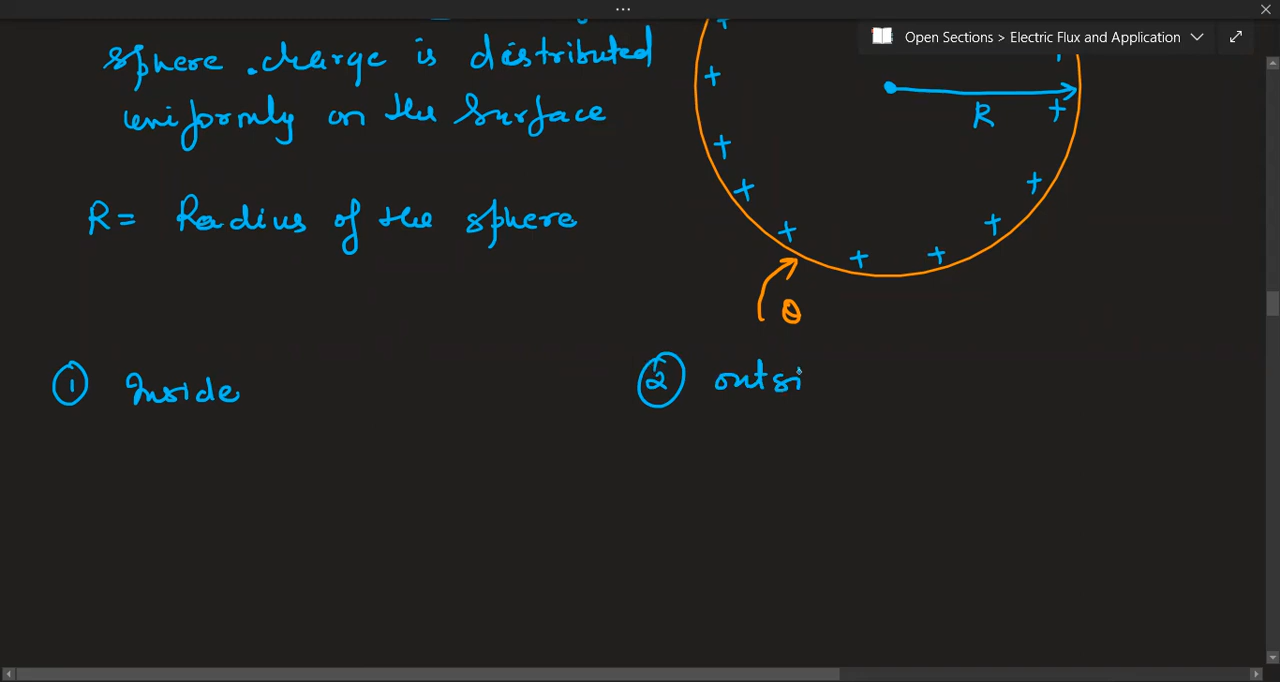 Open Sections > Electric Flux and Application
sphere . charge is distributed
uniformly on the surface
R
R = Radius of the sphere
Q
① Inside
② outsi